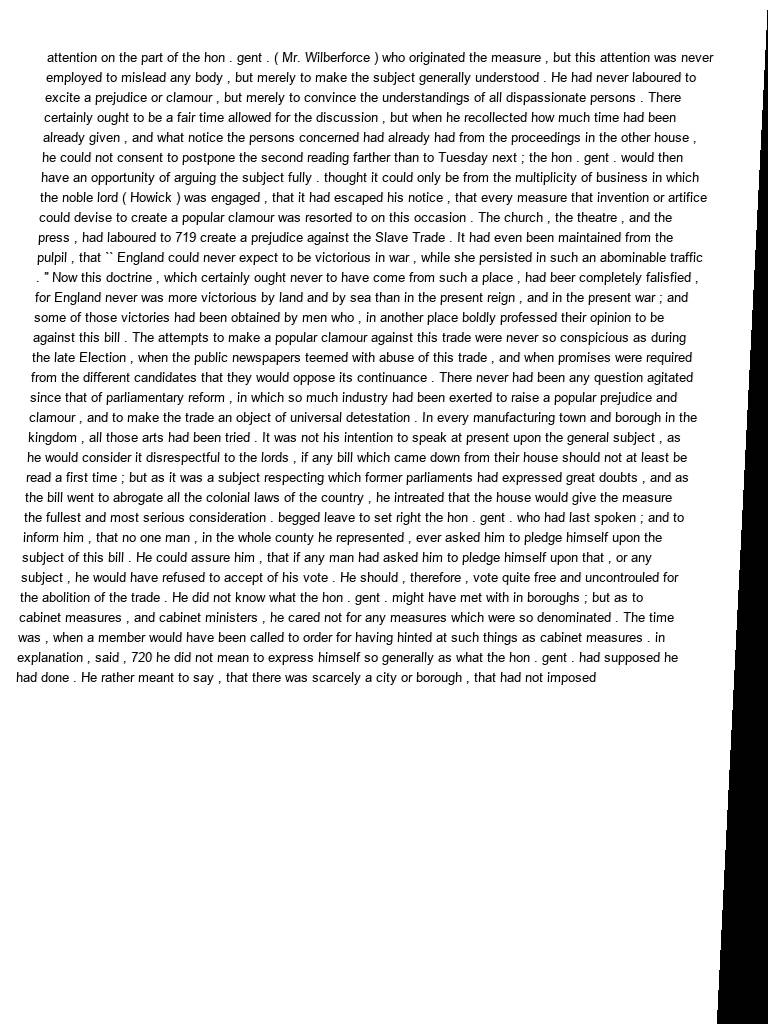 attention on the part of the hon . gent . ( Mr. Wilberforce ) who originated the measure , but this attention was never
employed to mislead any body , but merely to make the subject generally understood . He had never laboured to
excite a prejudice or clamour , but merely to convince the understandings of all dispassionate persons . There
certainly ought to be a fair time allowed for the discussion , but when he recollected how much time had been
already given , and what notice the persons concerned had already had from the proceedings in the other house ,
he could not consent to postpone the second reading farther than to Tuesday next ; the hon . gent . would then
have an opportunity of arguing the subject fully . thought it could only be from the multiplicity of business in which
the noble lord ( Howick ) was engaged , that it had escaped his notice , that every measure that invention or artifice
could devise to create a popular clamour was resorted to on this occasion . The church , the theatre , and the
press , had laboured to 719 create a prejudice against the Slave Trade . It had even been maintained from the
pulpil , that `` England could never expect to be victorious in war , while she persisted in such an abominable traffic
. '' Now this doctrine , which certainly ought never to have come from such a place , had beer completely falisfied ,
for England never was more victorious by land and by sea than in the present reign , and in the present war ; and
some of those victories had been obtained by men who , in another place boldly professed their opinion to be
against this bill . The attempts to make a popular clamour against this trade were never so conspicious as during
the late Election , when the public newspapers teemed with abuse of this trade , and when promises were required
from the different candidates that they would oppose its continuance . There never had been any question agitated
since that of parliamentary reform , in which so much industry had been exerted to raise a popular prejudice and
clamour , and to make the trade an object of universal detestation . In every manufacturing town and borough in the
kingdom , all those arts had been tried . It was not his intention to speak at present upon the general subject , as
he would consider it disrespectful to the lords , if any bill which came down from their house should not at least be
read a first time ; but as it was a subject respecting which former parliaments had expressed great doubts , and as
the bill went to abrogate all the colonial laws of the country , he intreated that the house would give the measure
the fullest and most serious consideration . begged leave to set right the hon . gent . who had last spoken ; and to
inform him , that no one man , in the whole county he represented , ever asked him to pledge himself upon the
subject of this bill . He could assure him , that if any man had asked him to pledge himself upon that , or any
subject , he would have refused to accept of his vote . He should , therefore , vote quite free and uncontrouled for
the abolition of the trade . He did not know what the hon . gent . might have met with in boroughs ; but as to
cabinet measures , and cabinet ministers , he cared not for any measures which were so denominated . The time
was , when a member would have been called to order for having hinted at such things as cabinet measures . in
explanation , said , 720 he did not mean to express himself so generally as what the hon . gent . had supposed he
had done . He rather meant to say , that there was scarcely a city or borough , that had not imposed